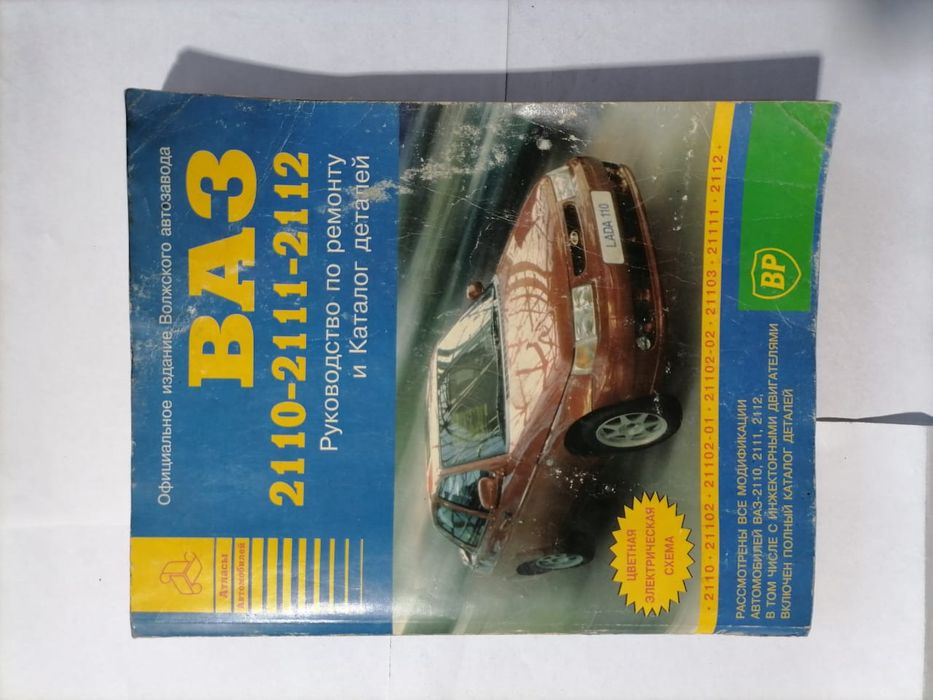 Официальное издание Волжского автозавода
ВАЗ
2110-2111-2112
Руководство по ремонту
и Каталог деталей
Атласы
Автомобилей
LADA 110
ЦВЕТНАЯ
ЭЛЕКТРИЧЕСКАЯ
СХЕМА
· 2110 · 21102 · 21102-01 · 21102-02 · 21103 · 21111 · 2112 ·
РАССМОТРЕНЫ ВСЕ МОДИФИКАЦИИ
АВТОМОБИЛЕЙ ВАЗ-2110, 2111, 2112,
В ТОМ ЧИСЛЕ С ИНЖЕКТОРНЫМИ ДВИГАТЕЛЯМИ
ВКЛЮЧЕН ПОЛНЫЙ КАТАЛОГ ДЕТАЛЕЙ
BP